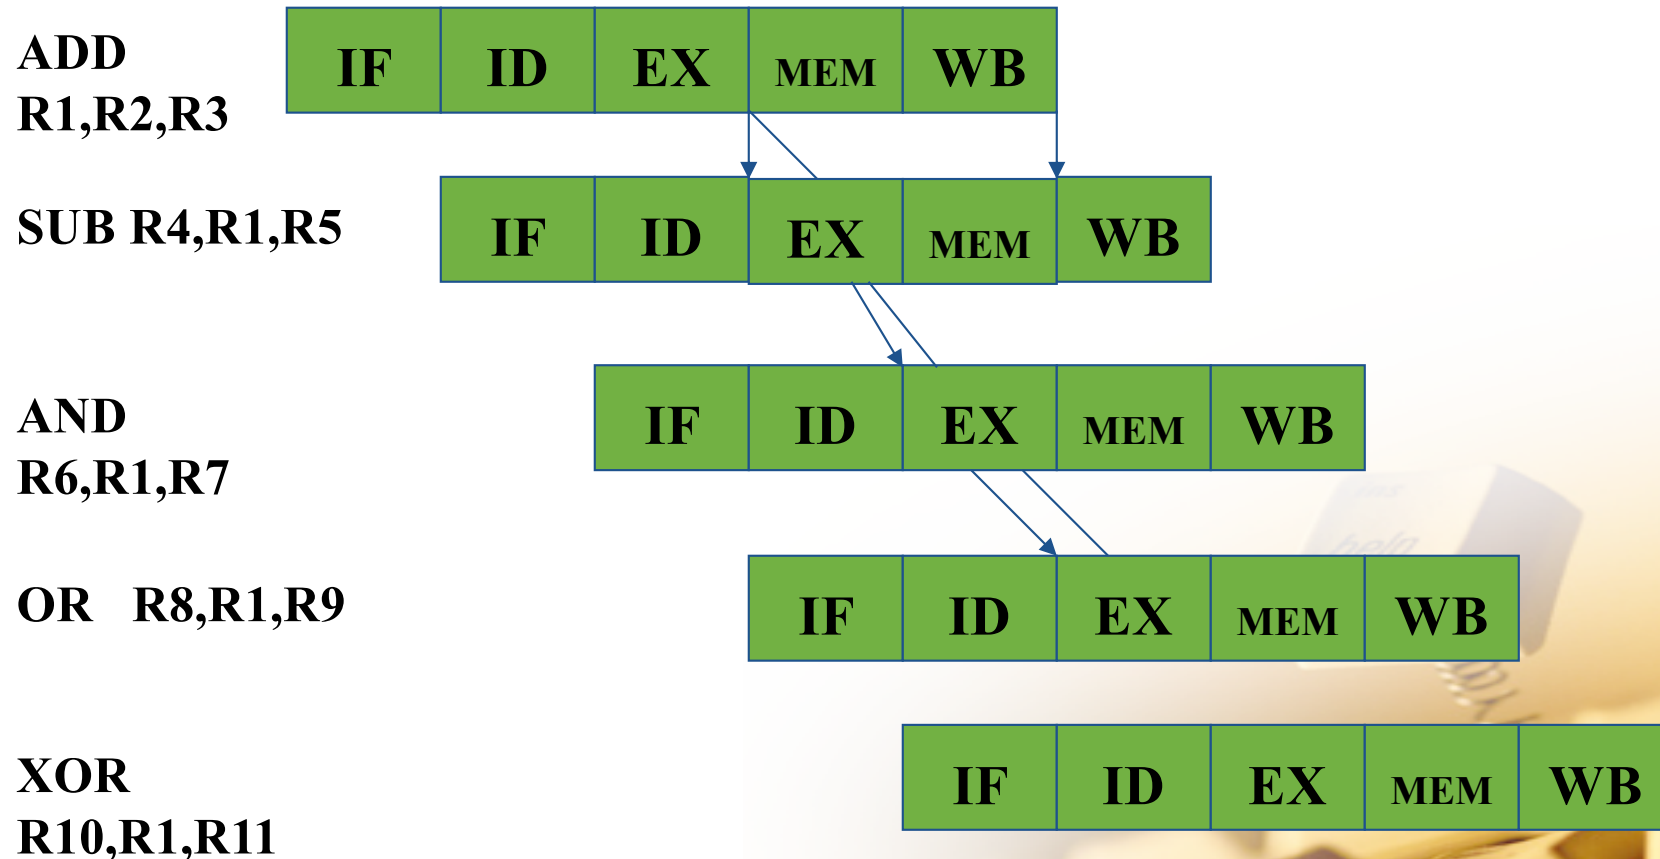 ADD
R1,R2,R3
IF ID EX MEM WB
SUB R4,R1,R5
IF ID EX MEM WB
AND
R6,R1,R7
IF ID EX MEM WB
OR R8,R1,R9
IF ID EX MEM WB
XOR
R10,R1,R11
IF ID EX MEM WB
help